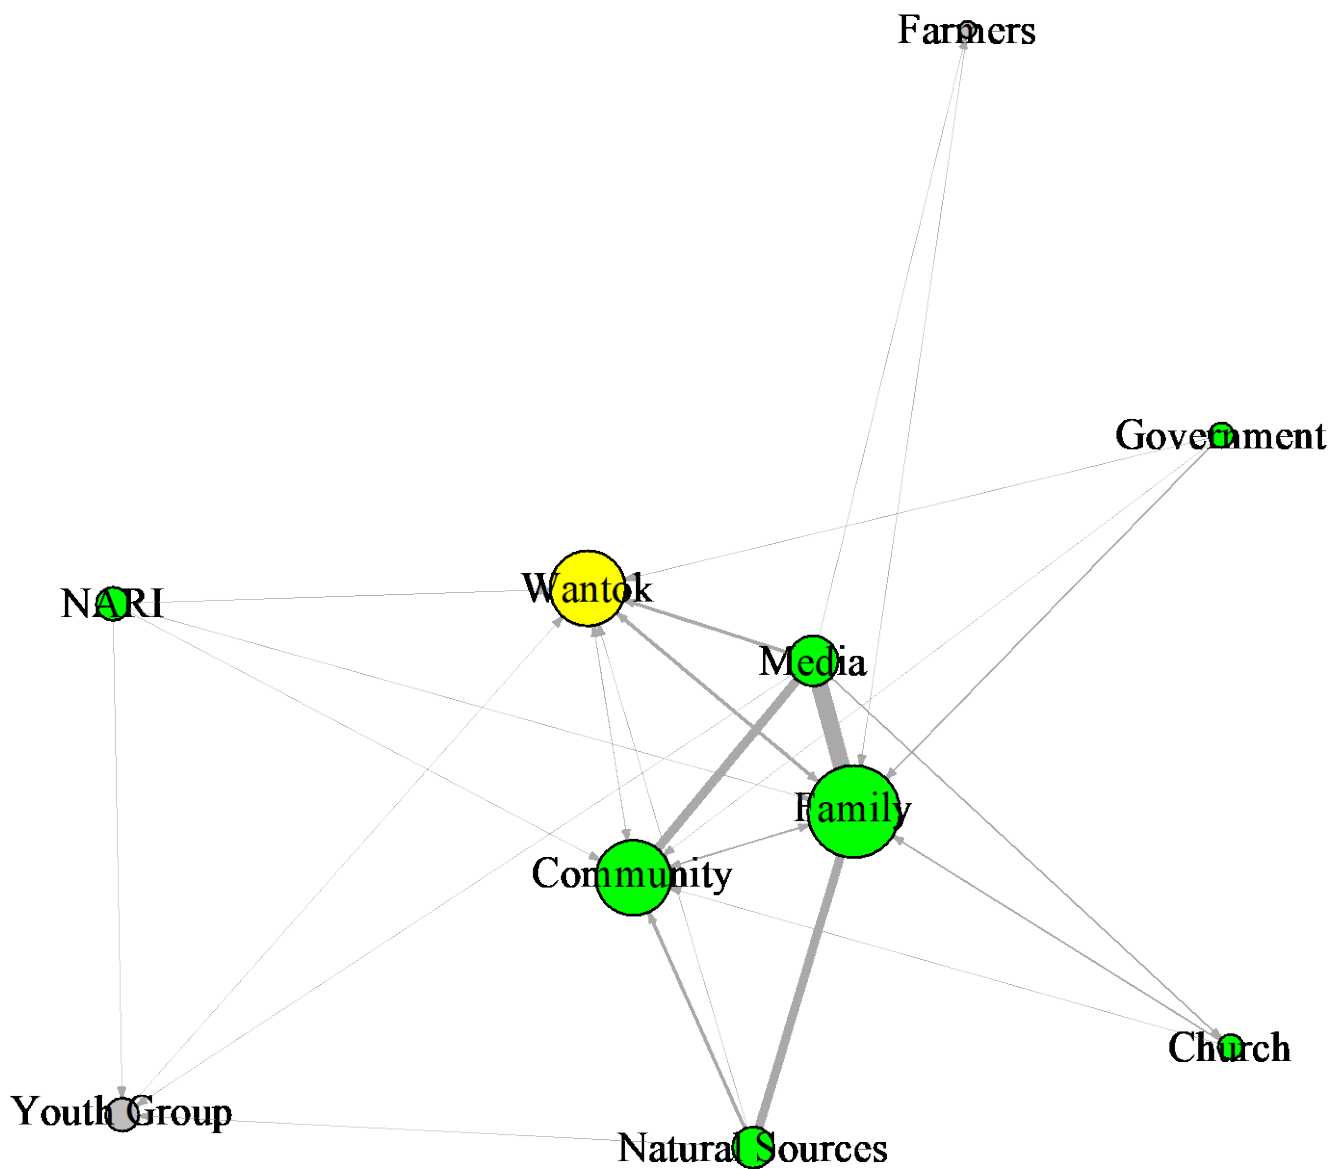 Farmers
Government
Wantok
NARI
Media
Family
Community
Church
Youth Group
Natural Sources